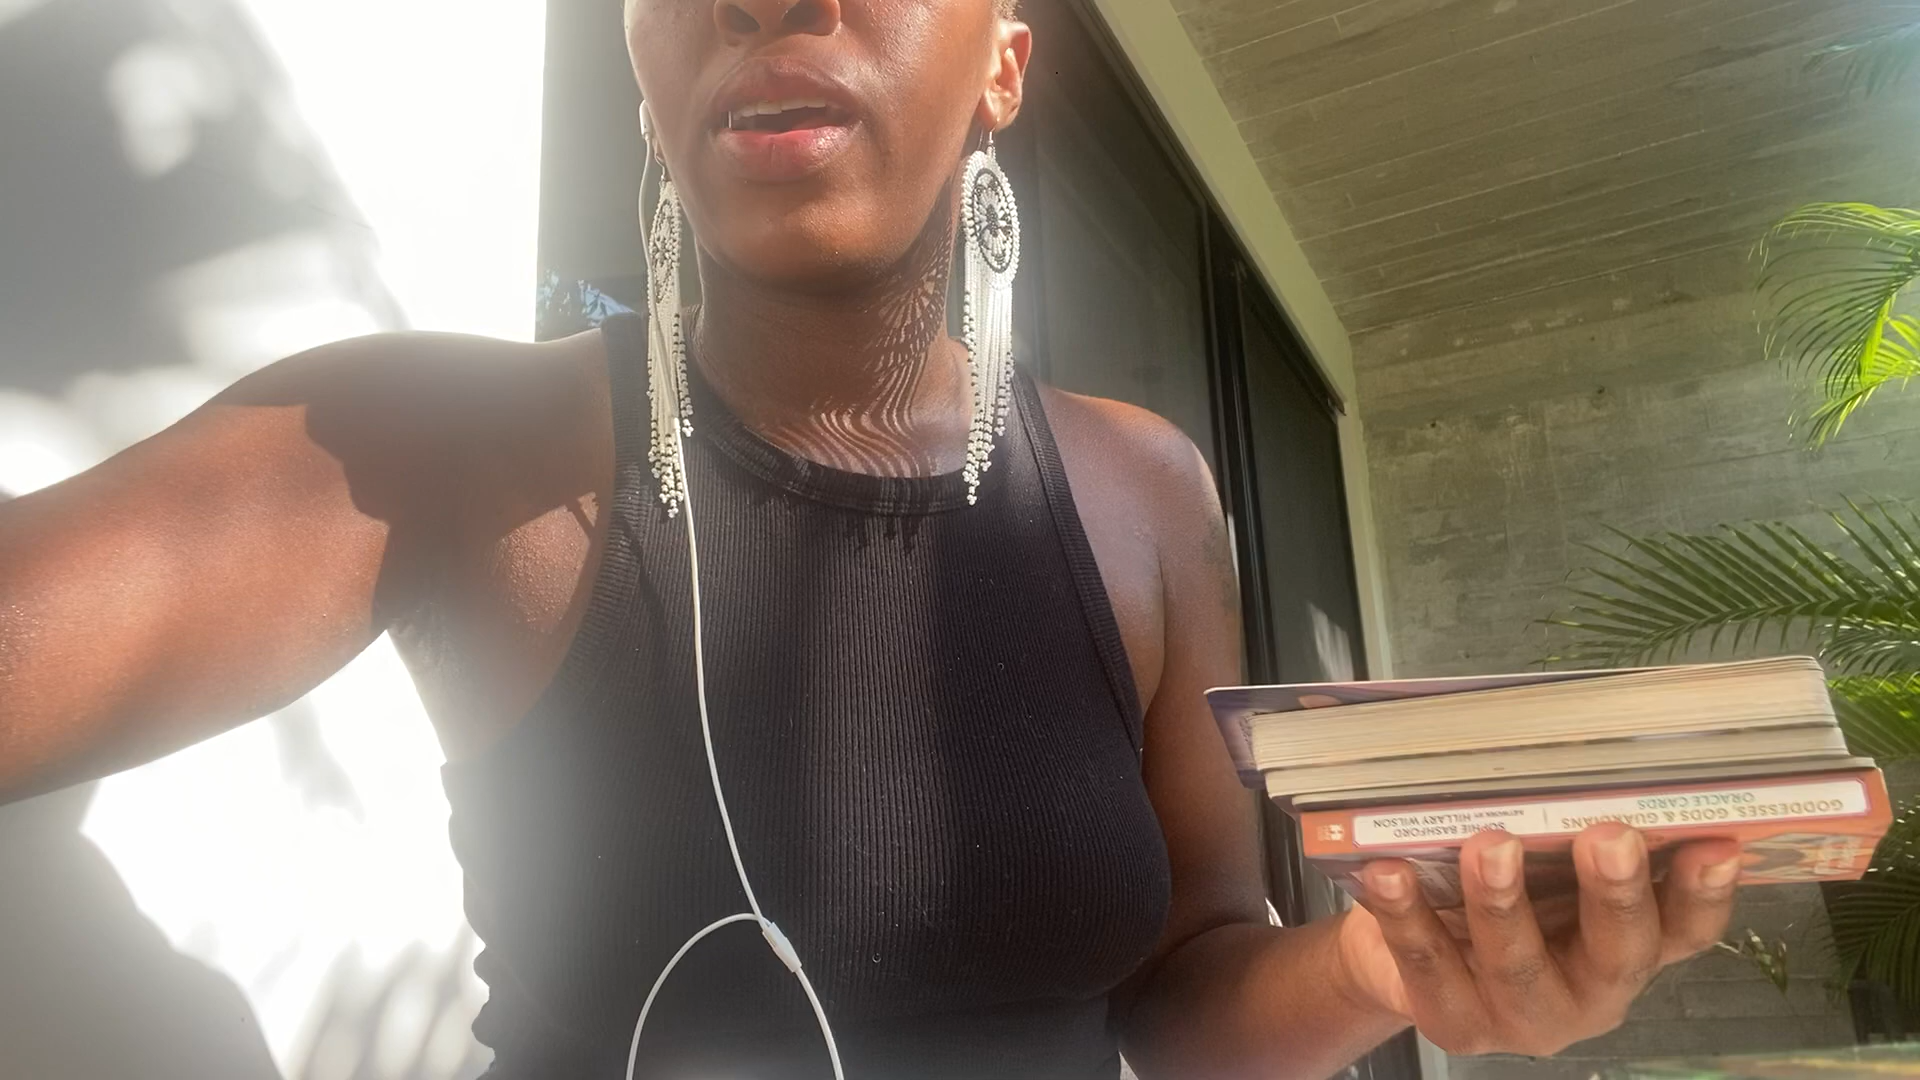 GODDESSES, GODS & GUARDIANS
ORACLE CARDS
SOPHIE BASHFORD
ARTWORK BY HILLARY WILSON